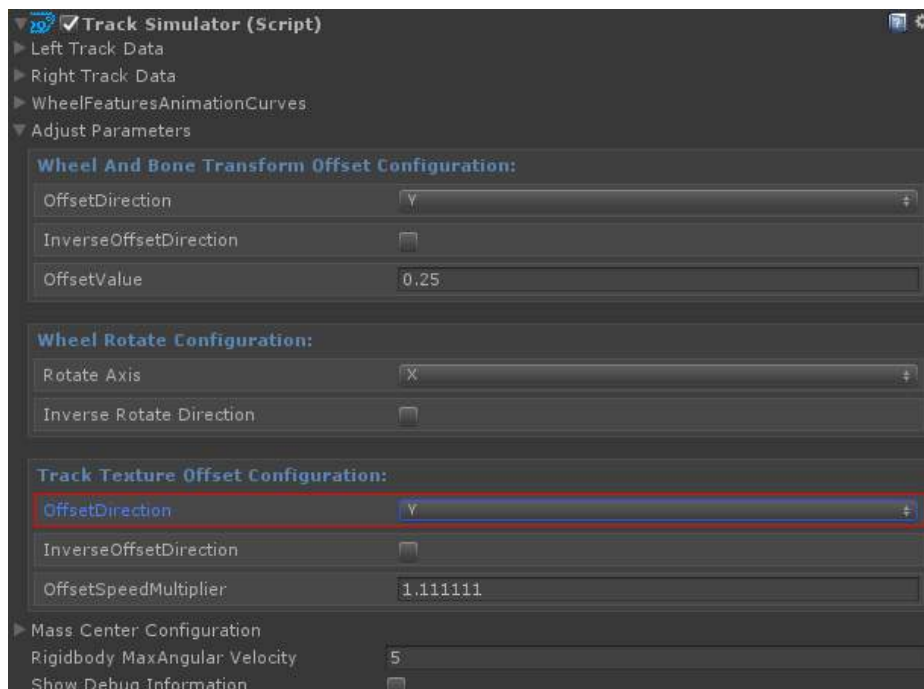 Track Simulator (Script)
Left Track Data
Right Track Data
WheelFeaturesAnimationCurves
Adjust Parameters
Wheel And Bone Transform Offset Configuration:
OffsetDirection Y
InverseOffsetDirection
OffsetValue 0.25
Wheel Rotate Configuration:
Rotate Axis X
Inverse Rotate Direction
Track Texture Offset Configuration:
OffsetDirection Y
InverseOffsetDirection
OffsetSpeedMultiplier 1.111111
Mass Center Configuration
Rigidbody MaxAngular Velocity 5
Show Debug Information